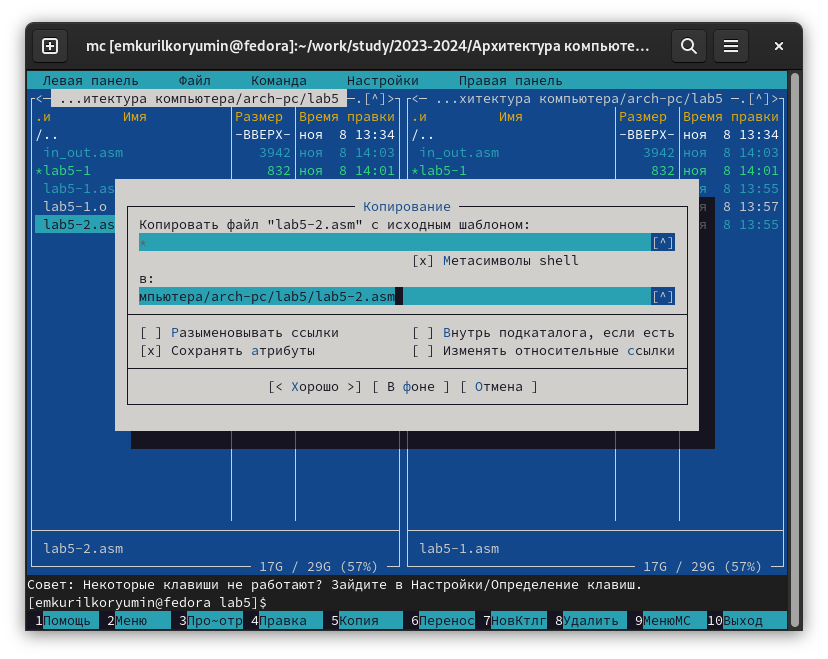 mc [emkurilkoryumin@fedora]:~/work/study/2023-2024/Архитектура компьюте...
Левая панель Файл Команда Настройки Правая панель
<— ...итектура компьютера/arch-pc/lab5 —.[^]> <— ...хитектура компьютера/arch-pc/lab5 —.[^]>
.и Имя Размер Время правки .и Имя Размер Время правки
/.. -ВВЕРХ- ноя 8 13:34 /.. -ВВЕРХ- ноя 8 13:34
in_out.asm 3942 ноя 8 14:03 in_out.asm 3942 ноя 8 14:03
*lab5-1 832 ноя 8 14:01 *lab5-1 832 ноя 8 14:01
lab5-1.as я 8 13:55
lab5-1.o я 8 13:57
lab5-2.as я 8 13:55
Копирование
Копировать файл "lab5-2.asm" с исходным шаблоном:
* [^]
[x] Метасимволы shell
в:
мпьютера/arch-pc/lab5/lab5-2.asm [^]
[ ] Разыменовывать ссылки [ ] Внутрь подкаталога, если есть
[x] Сохранять атрибуты [ ] Изменять относительные ссылки
[< Хорошо >] [ В фоне ] [ Отмена ]
lab5-2.asm lab5-1.asm
17G / 29G (57%) 17G / 29G (57%)
Совет: Некоторые клавиши не работают? Зайдите в Настройки/Определение клавиш.
[emkurilkoryumin@fedora lab5]$
1Помощь 2Меню 3Про~отр 4Правка 5Копия 6Перенос 7НовКтлг 8Удалить 9МенюMC 10Выход